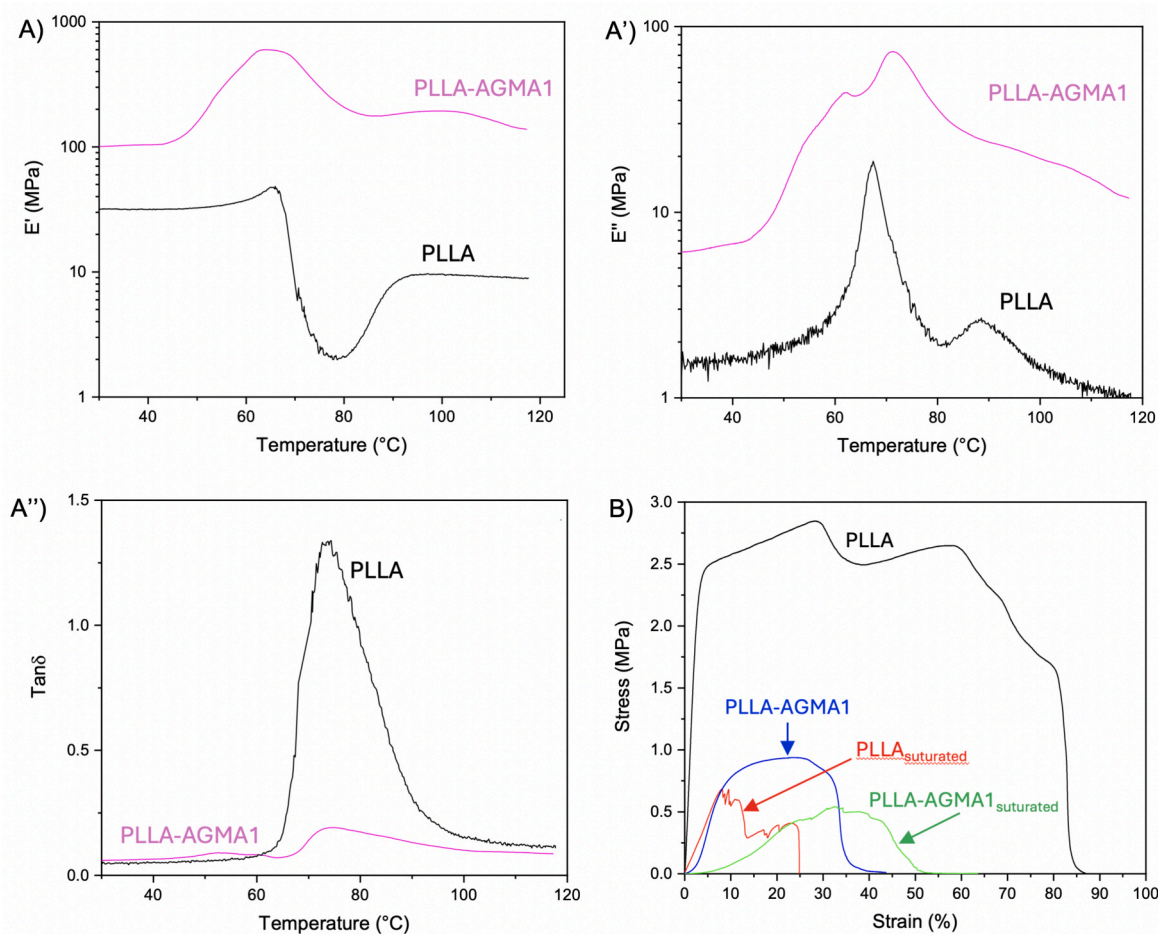 A)
1000
100
10
1
E' (MPa)
PLLA-AGMA1
PLLA
40 60 80 100 120
Temperature (°C)
A')
100
10
1
E'' (MPa)
PLLA-AGMA1
PLLA
40 60 80 100 120
Temperature (°C)
A'')
1.5
1.0
0.5
0.0
Tanδ
PLLA
PLLA-AGMA1
40 60 80 100 120
Temperature (°C)
B)
3.0
2.5
2.0
1.5
1.0
0.5
0.0
Stress (MPa)
PLLA
PLLA-AGMA1
PLLAsuturated
PLLA-AGMA1suturated
0 10 20 30 40 50 60 70 80 90 100
Strain (%)